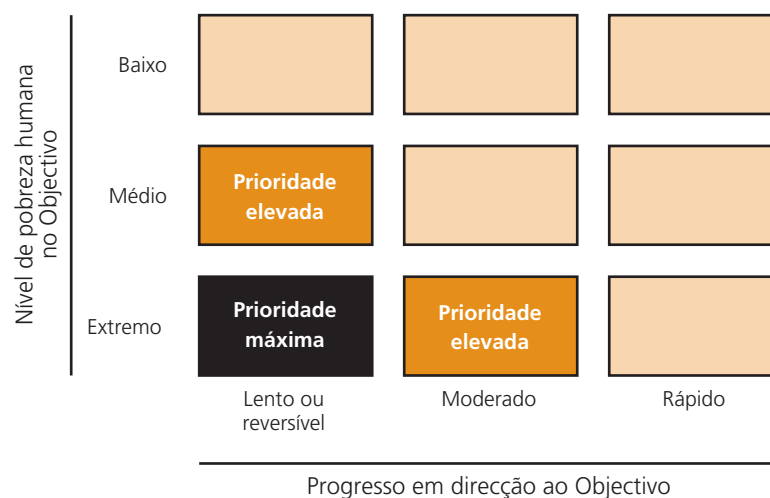 Nível de pobreza humana
no Objectivo
Baixo
Médio
Prioridade
elevada
Extremo
Prioridade
máxima
Prioridade
elevada
Lento ou
reversível
Moderado
Rápido
Progresso em direcção ao Objectivo